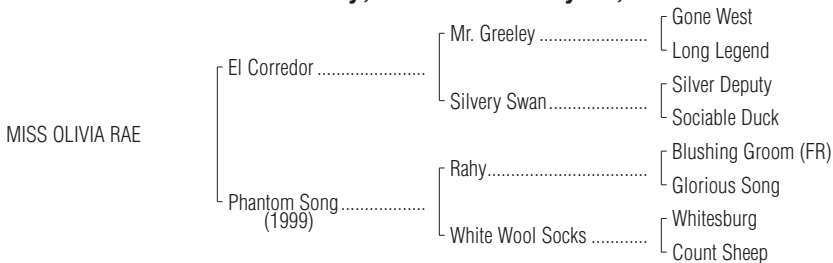 Gone West
Mr. Greeley ....................
Long Legend
El Corredor ....................
Silver Deputy
Silvery Swan ....................
Sociable Duck
MISS OLIVIA RAE
Blushing Groom (FR)
Rahy ....................
Glorious Song
Phantom Song ....................
(1999)
Whitesburg
White Wool Socks ............
Count Sheep